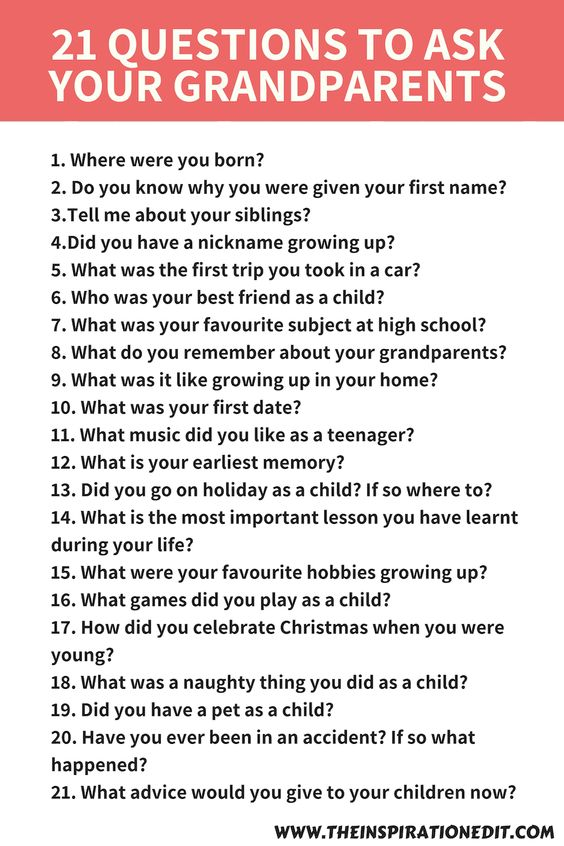 21 QUESTIONS TO ASK
YOUR GRANDPARENTS
1. Where were you born?
2. Do you know why you were given your first name?
3.Tell me about your siblings?
4.Did you have a nickname growing up?
5. What was the first trip you took in a car?
6. Who was your best friend as a child?
7. What was your favourite subject at high school?
8. What do you remember about your grandparents?
9. What was it like growing up in your home?
10. What was your first date?
11. What music did you like as a teenager?
12. What is your earliest memory?
13. Did you go on holiday as a child? If so where to?
14. What is the most important lesson you have learnt
during your life?
15. What were your favourite hobbies growing up?
16. What games did you play as a child?
17. How did you celebrate Christmas when you were
young?
18. What was a naughty thing you did as a child?
19. Did you have a pet as a child?
20. Have you ever been in an accident? If so what
happened?
21. What advice would you give to your children now?
WWW.THEINSPIRATIONEDIT.COM